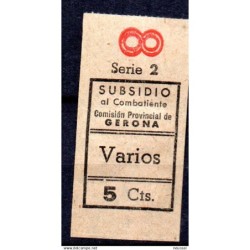 Serie 2
SUBSIDIO
al Combatiente
Comisión Provincial de
GERONA
Varios
5 Cts.